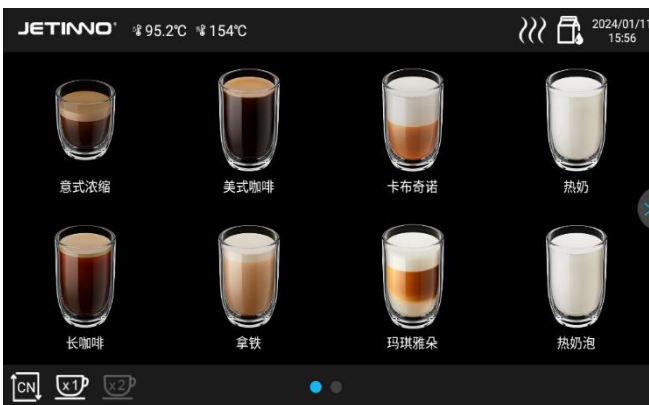 JETINNO
95.2℃ 154℃
2024/01/11
15:56
意式浓缩 美式咖啡 卡布奇诺 热奶
长咖啡 拿铁 玛琪雅朵 热奶泡
CN x1 x2